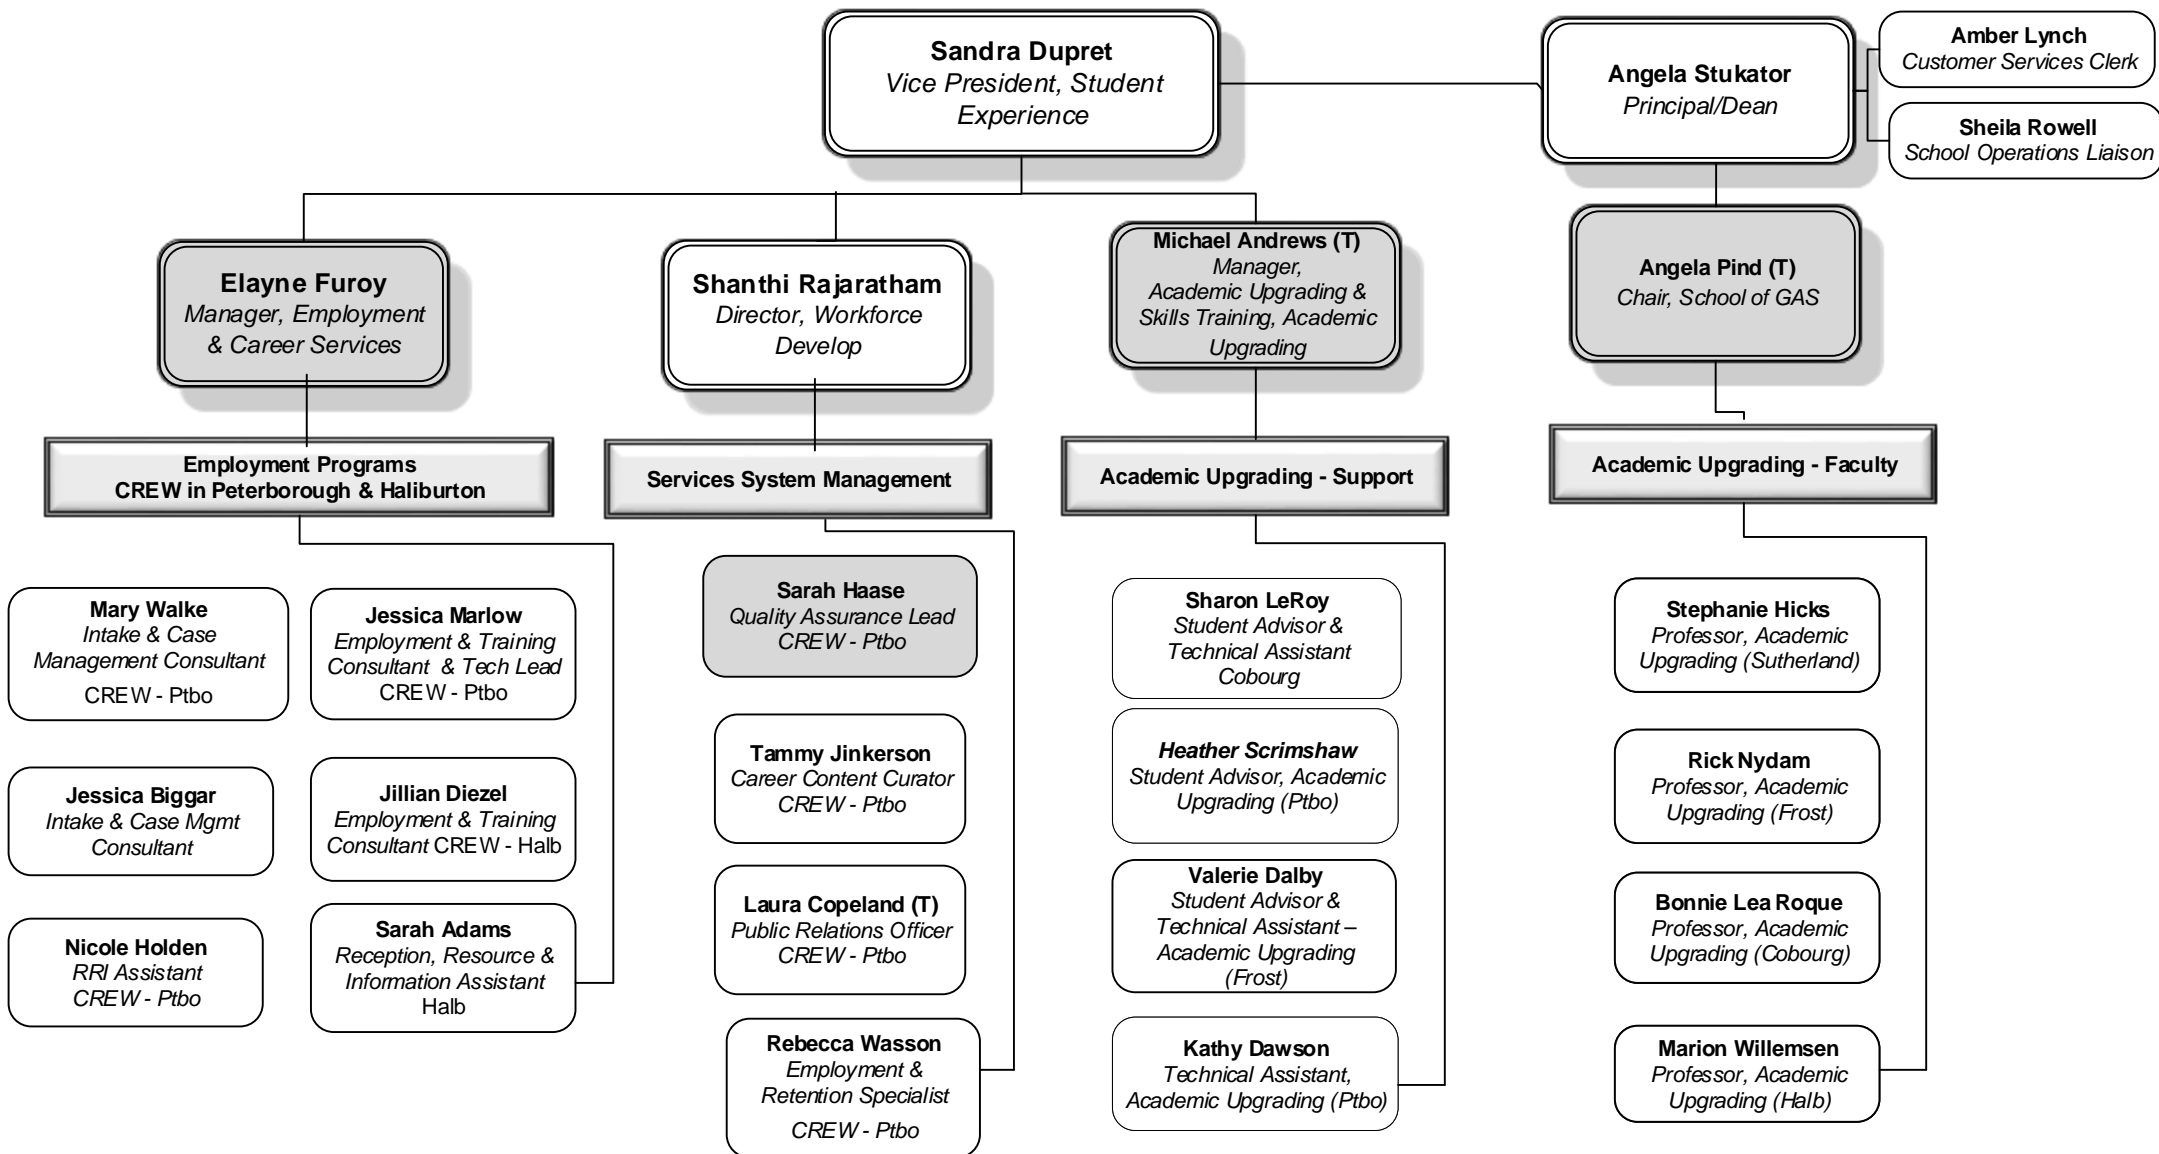 Sandra Dupret
Vice President, Student
Experience
Angela Stukator
Principal/Dean
Amber Lynch
Customer Services Clerk
Sheila Rowell
School Operations Liaison
Elayne Furoy
Manager, Employment
& Career Services
Shanthi Rajaratham
Director, Workforce
Develop
Michael Andrews (T)
Manager,
Academic Upgrading &
Skills Training, Academic
Upgrading
Angela Pind (T)
Chair, School of GAS
Employment Programs
CREW in Peterborough & Haliburton
Services System Management
Academic Upgrading - Support
Academic Upgrading - Faculty
Mary Walke
Intake & Case
Management Consultant
CREW - Ptbo
Jessica Marlow
Employment & Training
Consultant & Tech Lead
CREW - Ptbo
Jessica Biggar
Intake & Case Mgmt
Consultant
Jillian Diezel
Employment & Training
Consultant CREW - Halb
Nicole Holden
RRI Assistant
CREW - Ptbo
Sarah Adams
Reception, Resource &
Information Assistant
Halb
Sarah Haase
Quality Assurance Lead
CREW - Ptbo
Tammy Jinkerson
Career Content Curator
CREW - Ptbo
Laura Copeland (T)
Public Relations Officer
CREW - Ptbo
Rebecca Wasson
Employment &
Retention Specialist
CREW - Ptbo
Sharon LeRoy
Student Advisor &
Technical Assistant
Cobourg
Heather Scrimshaw
Student Advisor, Academic
Upgrading (Ptbo)
Valerie Dalby
Student Advisor &
Technical Assistant –
Academic Upgrading
(Frost)
Kathy Dawson
Technical Assistant,
Academic Upgrading (Ptbo)
Stephanie Hicks
Professor, Academic
Upgrading (Sutherland)
Rick Nydam
Professor, Academic
Upgrading (Frost)
Bonnie Lea Roque
Professor, Academic
Upgrading (Cobourg)
Marion Willemsen
Professor, Academic
Upgrading (Halb)